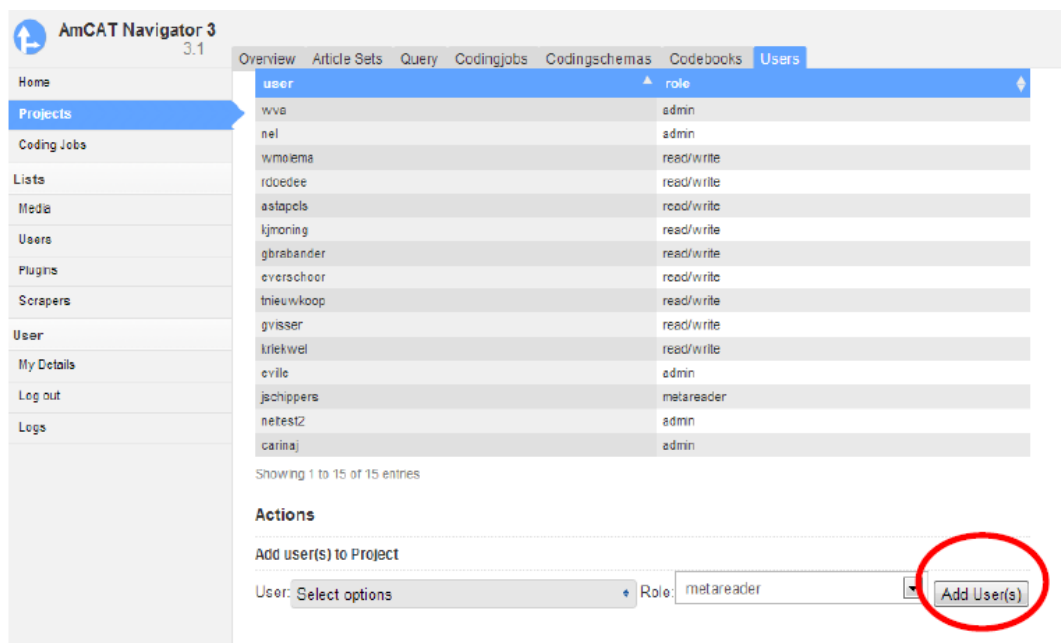 AmCAT Navigator 3
3.1
Overview Article Sets Query Codingjobs Codingschemas Codebooks Users
Home
Projects
Coding Jobs
Lists
Media
Users
Plugins
Scrapers
User
My Details
Log out
Logs
user role
wva admin
nel admin
wmolema read/write
rdoedee read/write
astapels read/write
kjmoning read/write
gbrabander read/write
everschoor read/write
tnieuwkoop read/write
gvisser read/write
kriekwel read/write
eville admin
jschippers metareader
neltest2 admin
carinaj admin
Showing 1 to 15 of 15 entries
Actions
Add user(s) to Project
User: Select options Role: metareader Add User(s)